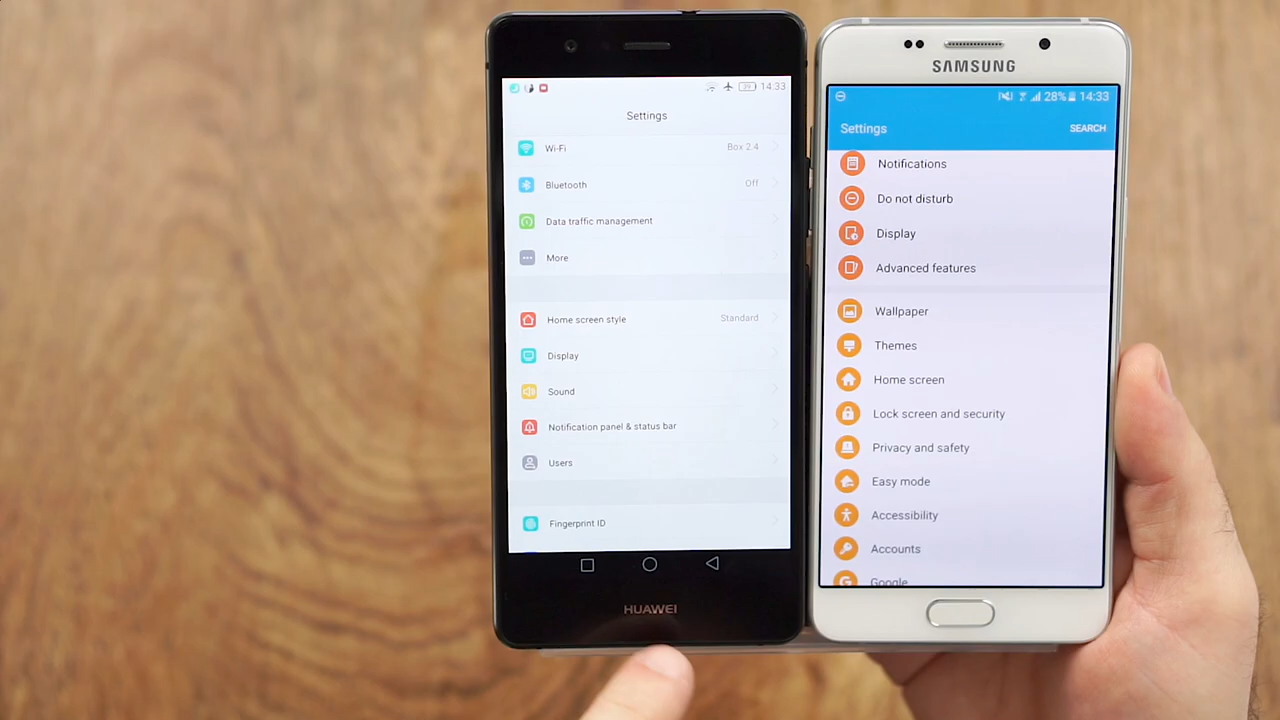 39 14:33
Settings
Wi-Fi Box 2.4
Bluetooth Off
Data traffic management
More
Home screen style Standard
Display
Sound
Notification panel & status bar
Users
Fingerprint ID
HUAWEI
SAMSUNG
28% 14:33
Settings SEARCH
Notifications
Do not disturb
Display
Advanced features
Wallpaper
Themes
Home screen
Lock screen and security
Privacy and safety
Easy mode
Accessibility
Accounts
Google